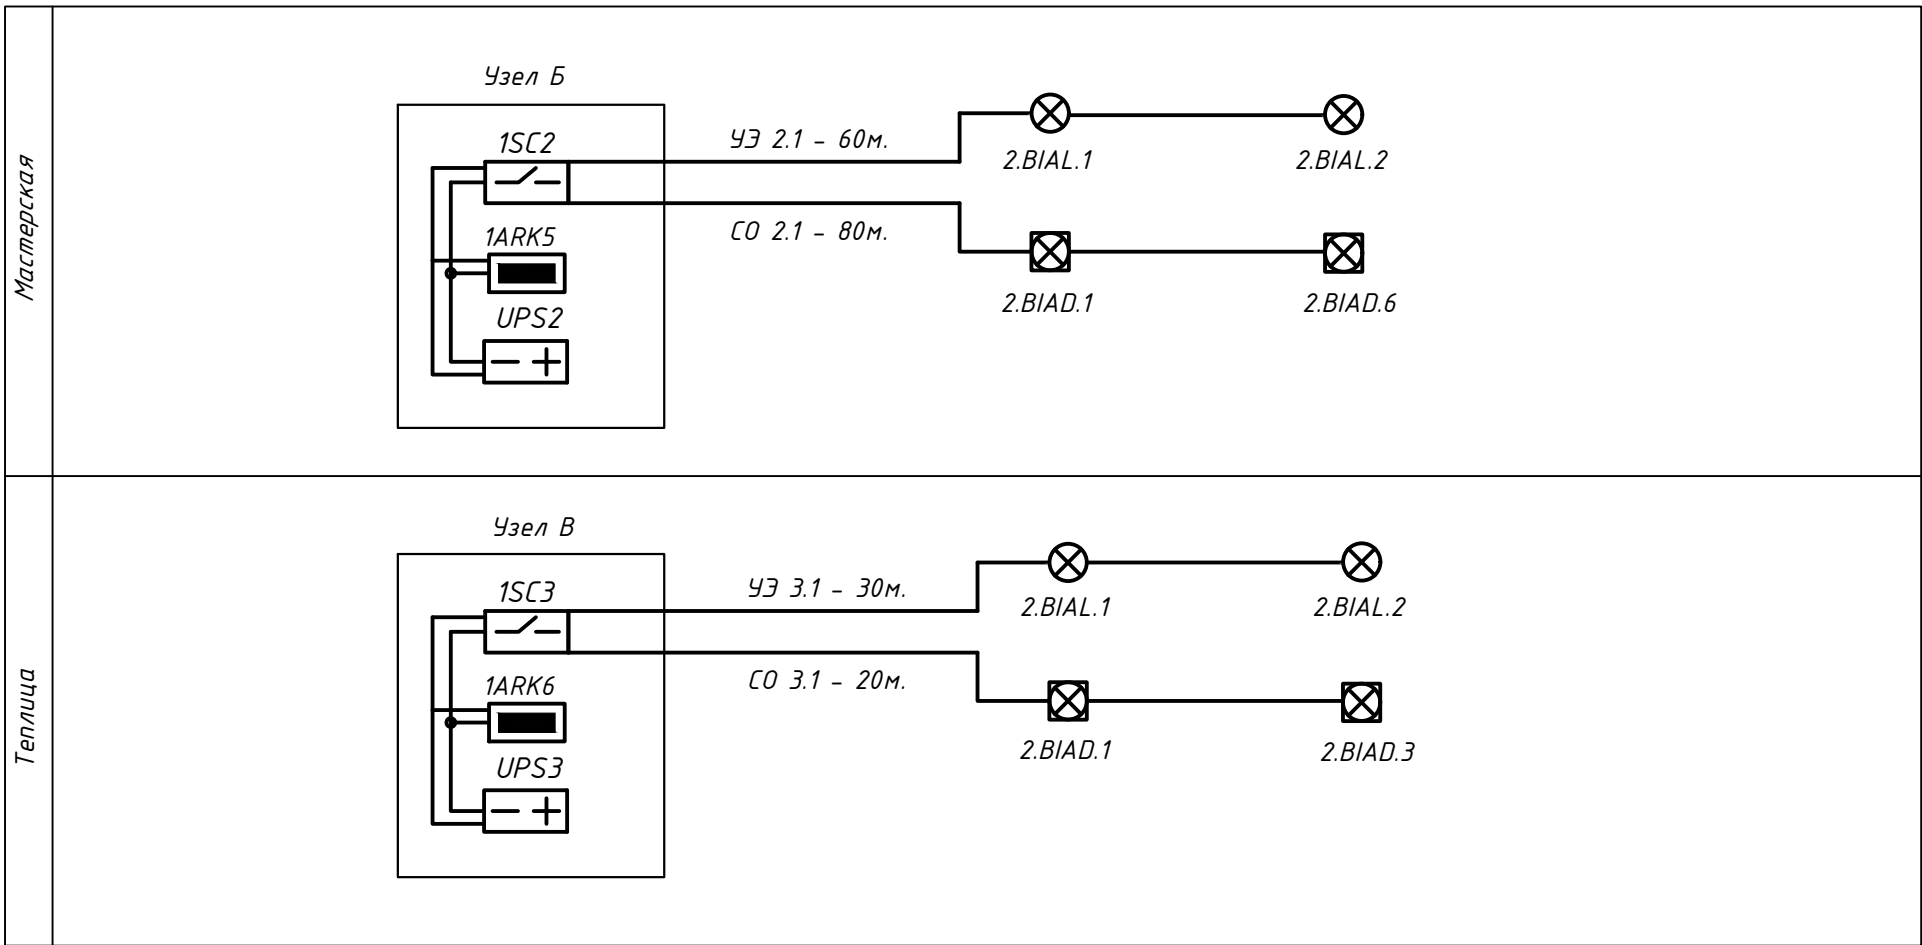 Мастерская
Узел Б
1SC2
УЭ 2.1 - 60м.
2.BIAL.1
2.BIAL.2
СО 2.1 - 80м.
1ARK5
2.BIAD.1
2.BIAD.6
UPS2
Теплица
Узел В
1SC3
УЭ 3.1 - 30м.
2.BIAL.1
2.BIAL.2
СО 3.1 - 20м.
1ARK6
2.BIAD.1
2.BIAD.3
UPS3